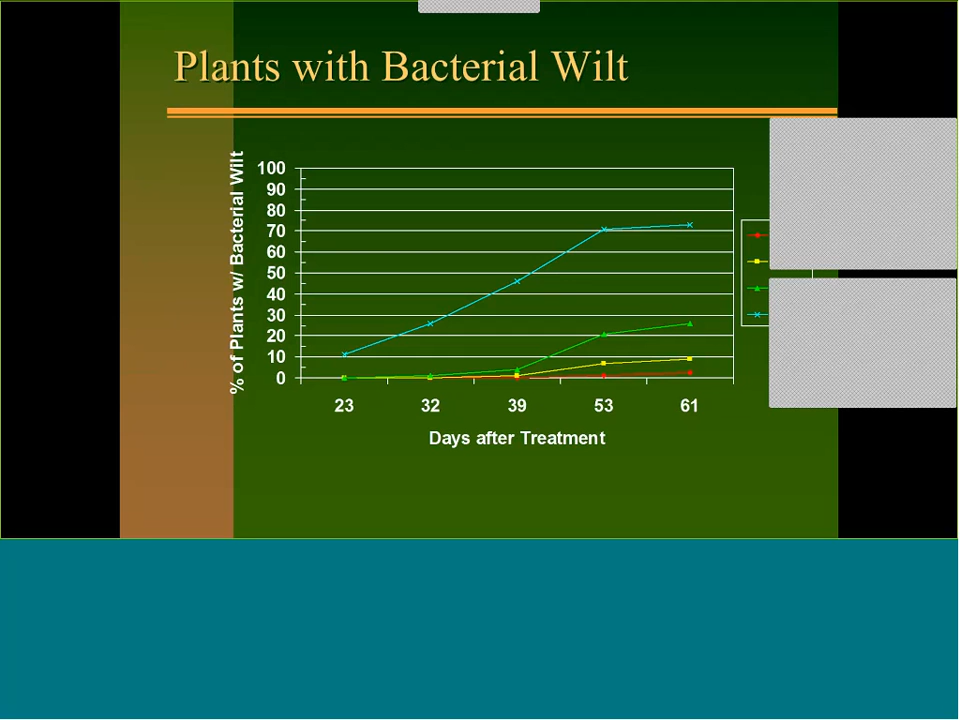 Plants with Bacterial Wilt
% of Plants w/ Bacterial Wilt
100
90
80
70
60
50
40
30
20
10
0
23 32 39 53 61
Days after Treatment